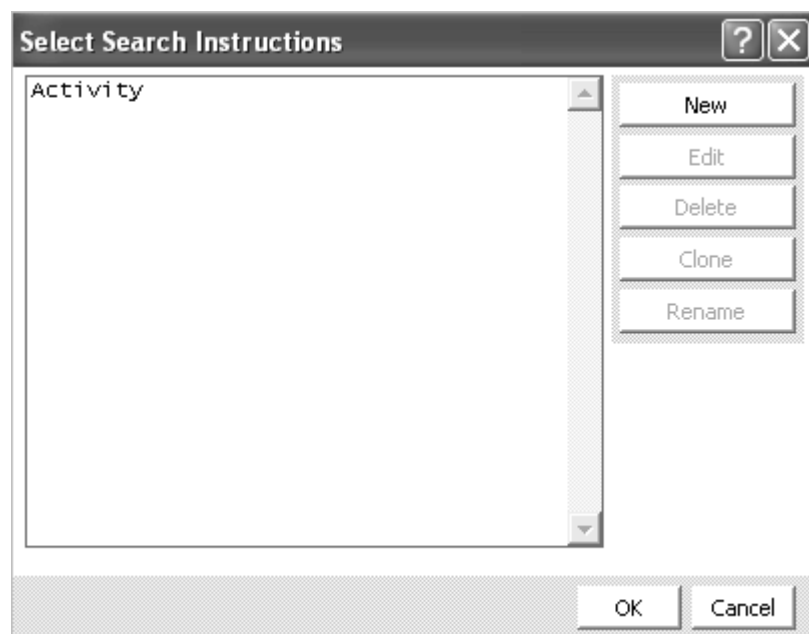 Select Search Instructions
Activity
New
Edit
Delete
Clone
Rename
OK Cancel